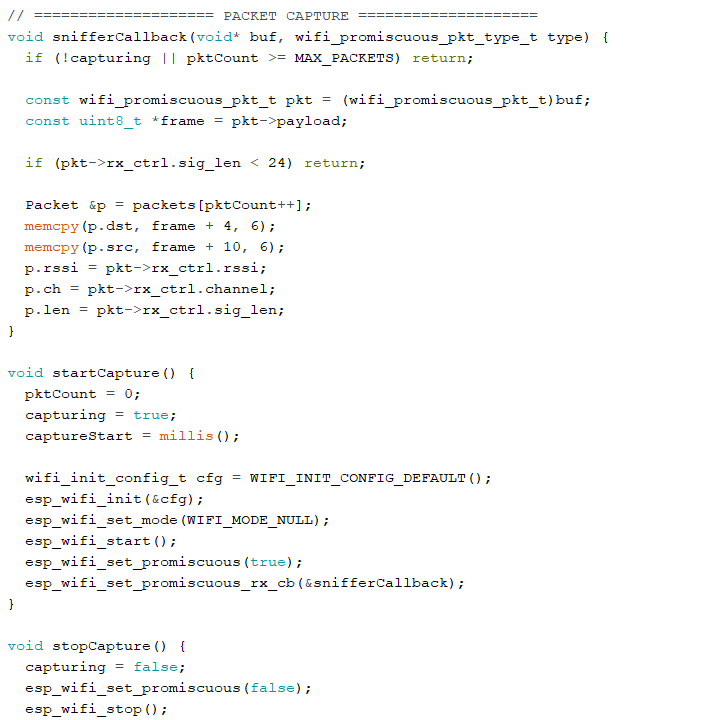 // ==================== PACKET CAPTURE ====================
void snifferCallback(void* buf, wifi_promiscuous_pkt_type_t type) {
  if (!capturing || pktCount >= MAX_PACKETS) return;

  const wifi_promiscuous_pkt_t pkt = (wifi_promiscuous_pkt_t)buf;
  const uint8_t *frame = pkt->payload;

  if (pkt->rx_ctrl.sig_len < 24) return;

  Packet &p = packets[pktCount++];
  memcpy(p.dst, frame + 4, 6);
  memcpy(p.src, frame + 10, 6);
  p.rssi = pkt->rx_ctrl.rssi;
  p.ch = pkt->rx_ctrl.channel;
  p.len = pkt->rx_ctrl.sig_len;
}

void startCapture() {
  pktCount = 0;
  capturing = true;
  captureStart = millis();

  wifi_init_config_t cfg = WIFI_INIT_CONFIG_DEFAULT();
  esp_wifi_init(&cfg);
  esp_wifi_set_mode(WIFI_MODE_NULL);
  esp_wifi_start();
  esp_wifi_set_promiscuous(true);
  esp_wifi_set_promiscuous_rx_cb(&snifferCallback);
}

void stopCapture() {
  capturing = false;
  esp_wifi_set_promiscuous(false);
  esp_wifi_stop();